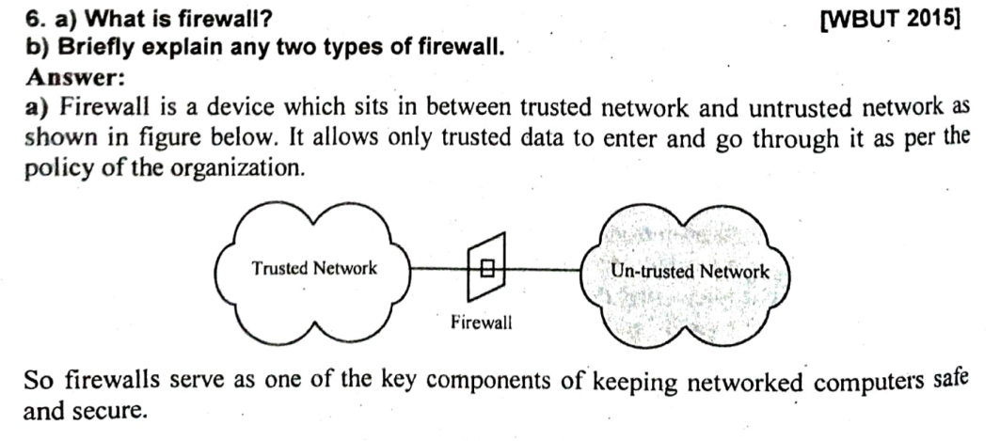 6. a) What is firewall? [WBUT 2015]
b) Briefly explain any two types of firewall.
Answer:
a) Firewall is a device which sits in between trusted network and untrusted network as
shown in figure below. It allows only trusted data to enter and go through it as per the
policy of the organization.
Trusted Network
Un-trusted Network
Firewall
So firewalls serve as one of the key components of keeping networked computers safe
and secure.